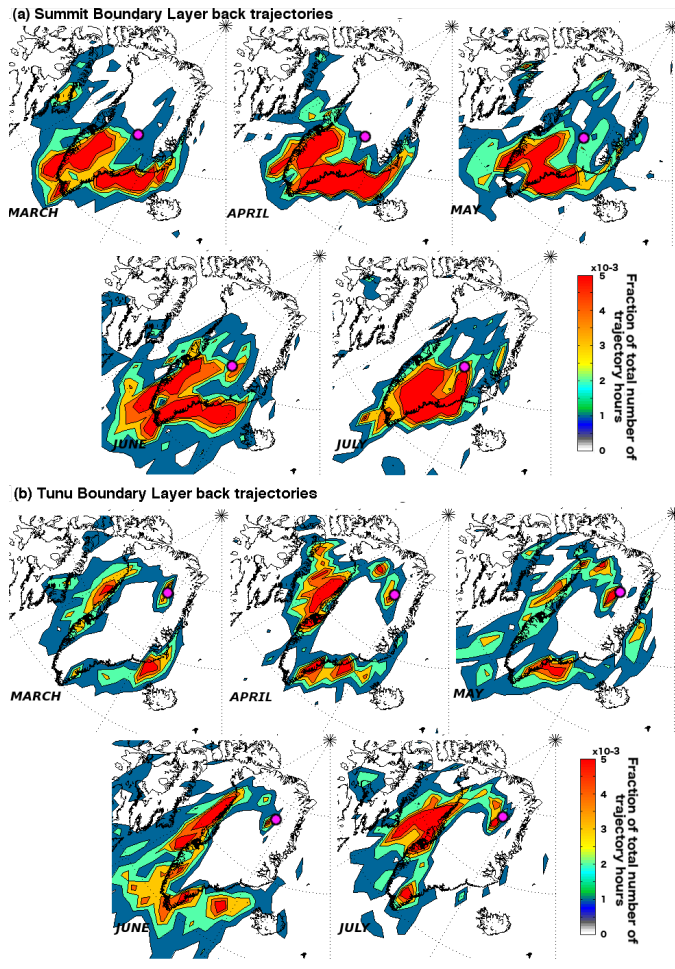 (a) Summit Boundary Layer back trajectories
MARCH
APRIL
MAY
JUNE
JULY
x10-3
5
4
3
2
1
0
Fraction of total number of
trajectory hours
(b) Tunu Boundary Layer back trajectories
MARCH
APRIL
MAY
JUNE
JULY
x10-3
5
4
3
2
1
0
Fraction of total number of
trajectory hours